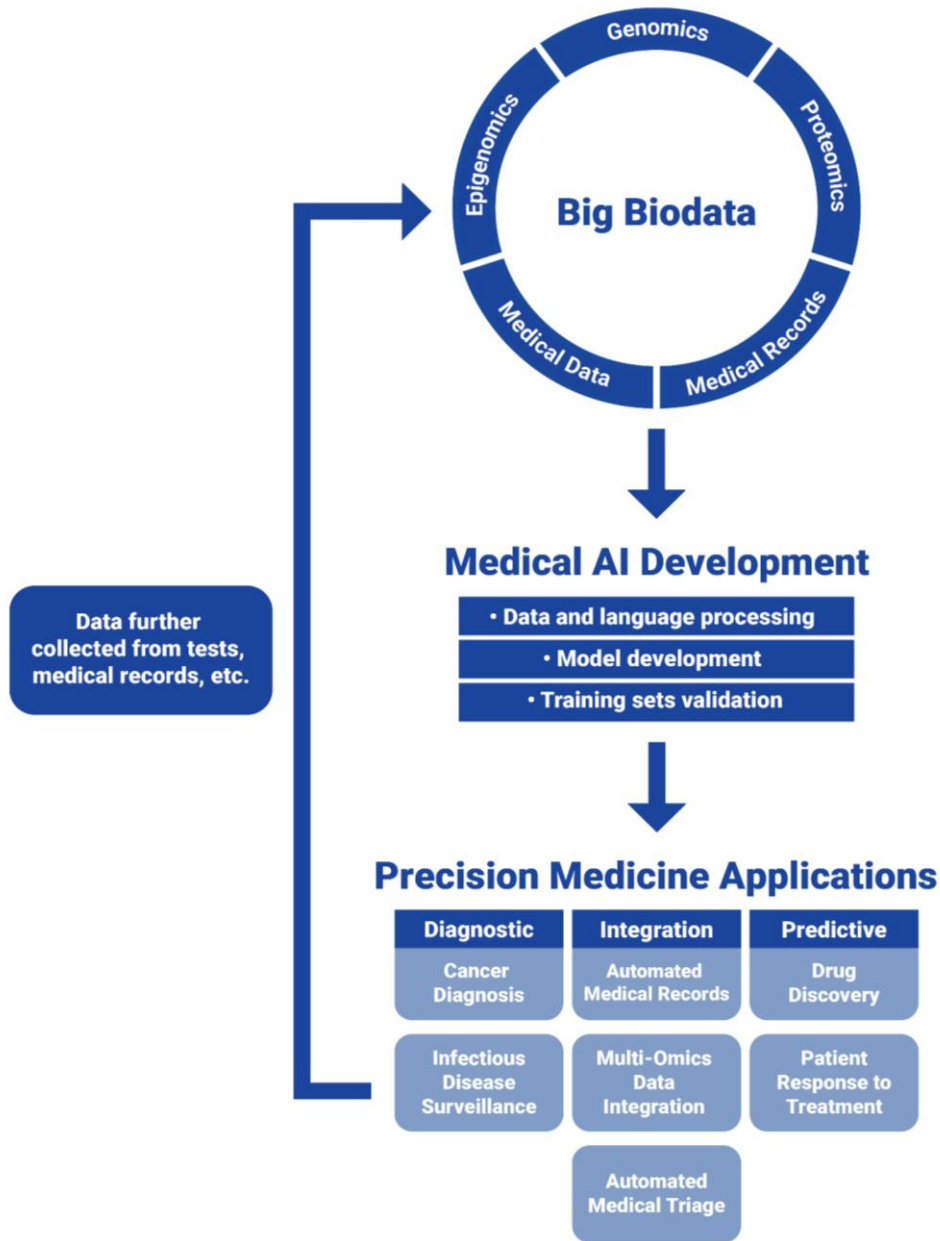 Genomics
Epigenomics
Proteomics
Big Biodata
Medical Data
Medical Records
Medical AI Development
• Data and language processing
• Model development
• Training sets validation
Data further
collected from tests,
medical records, etc.
Precision Medicine Applications
Diagnostic
Integration
Predictive
Cancer
Diagnosis
Automated
Medical Records
Drug
Discovery
Infectious
Disease
Surveillance
Multi-Omics
Data
Integration
Patient
Response to
Treatment
Automated
Medical Triage